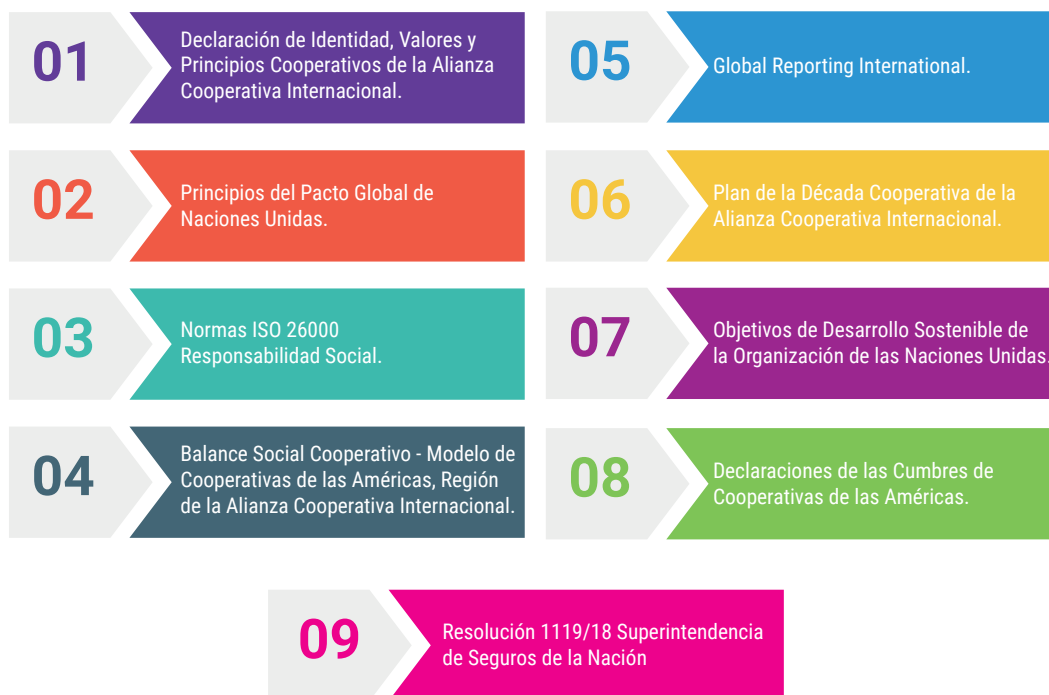 01
Declaración de Identidad, Valores y
Principios Cooperativos de la Alianza
Cooperativa Internacional.
02
Principios del Pacto Global de
Naciones Unidas.
03
Normas ISO 26000
Responsabilidad Social.
04
Balance Social Cooperativo - Modelo de
Cooperativas de las Américas, Región
de la Alianza Cooperativa Internacional.
05
Global Reporting International.
06
Plan de la Década Cooperativa de la
Alianza Cooperativa Internacional.
07
Objetivos de Desarrollo Sostenible de
la Organización de las Naciones Unidas.
08
Declaraciones de las Cumbres de
Cooperativas de las Américas.
09
Resolución 1119/18 Superintendencia
de Seguros de la Nación